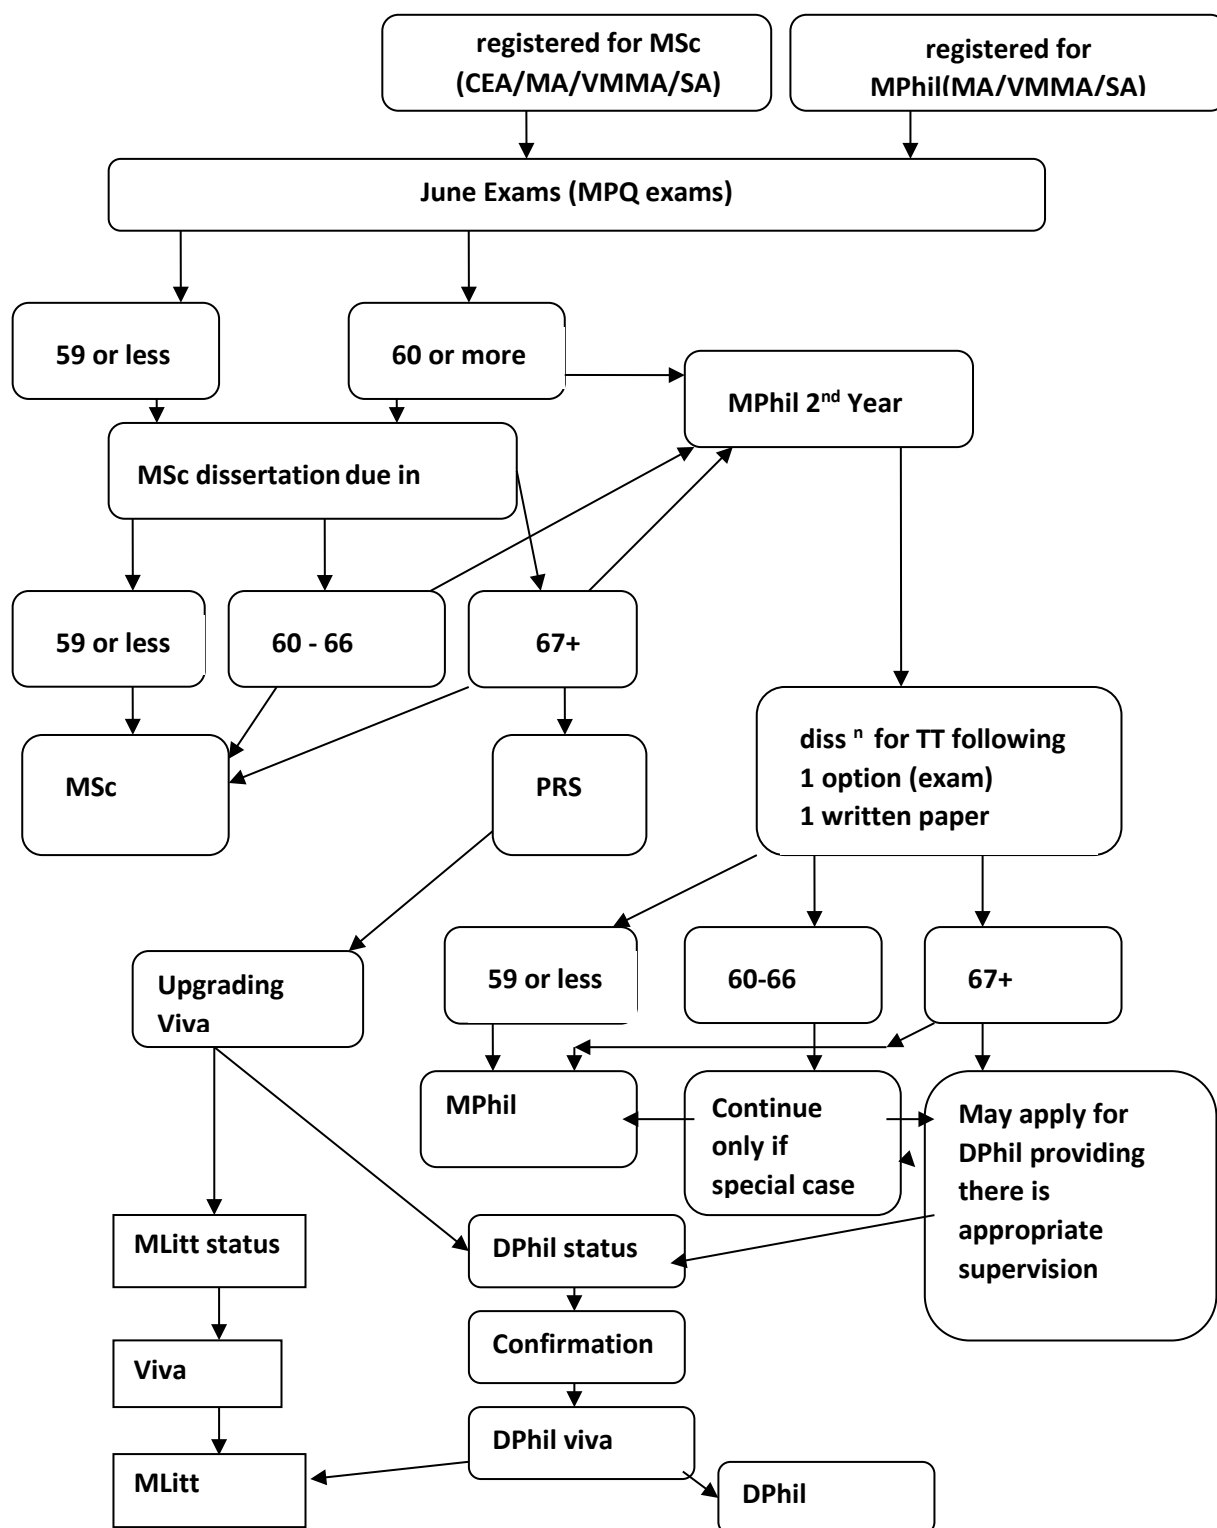 registered for MSc
(CEA/MA/VMMA/SA)
registered for
MPhil(MA/VMMA/SA)
June Exams (MPQ exams)
59 or less
60 or more
MPhil 2nd Year
MSc dissertation due in
59 or less
60 - 66
67+
MSc
PRS
diss n for TT following
1 option (exam)
1 written paper
Upgrading
Viva
59 or less
60-66
67+
MPhil
Continue
only if
special case
May apply for
DPhil providing
there is
appropriate
supervision
MLitt status
DPhil status
Confirmation
Viva
DPhil viva
MLitt
DPhil